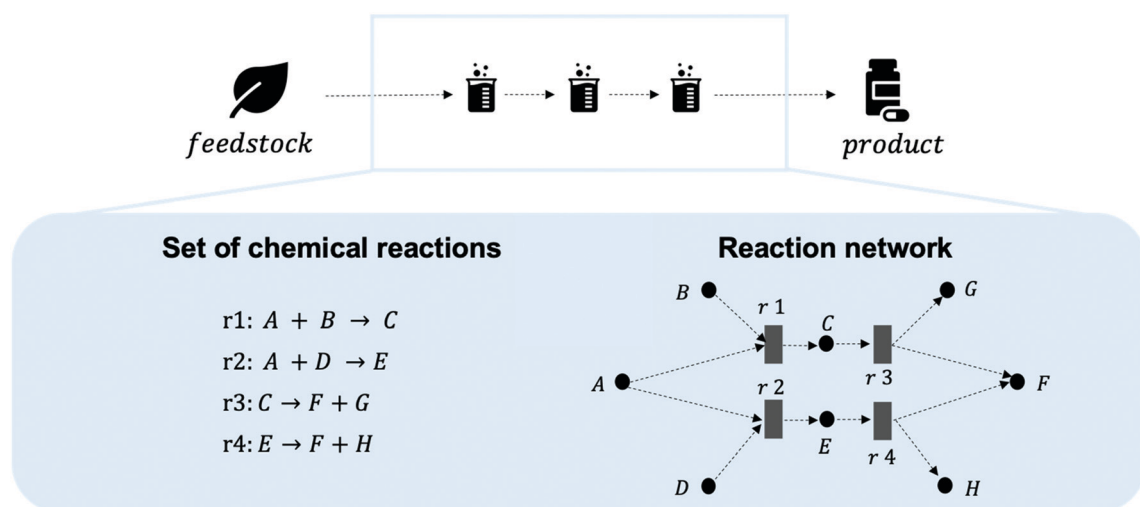 feedstock
product
Set of chemical reactions
r1: A + B → C
r2: A + D → E
r3: C → F + G
r4: E → F + H
Reaction network
B
G
r 1
C
A
r 2
r 3
F
E
r 4
D
H